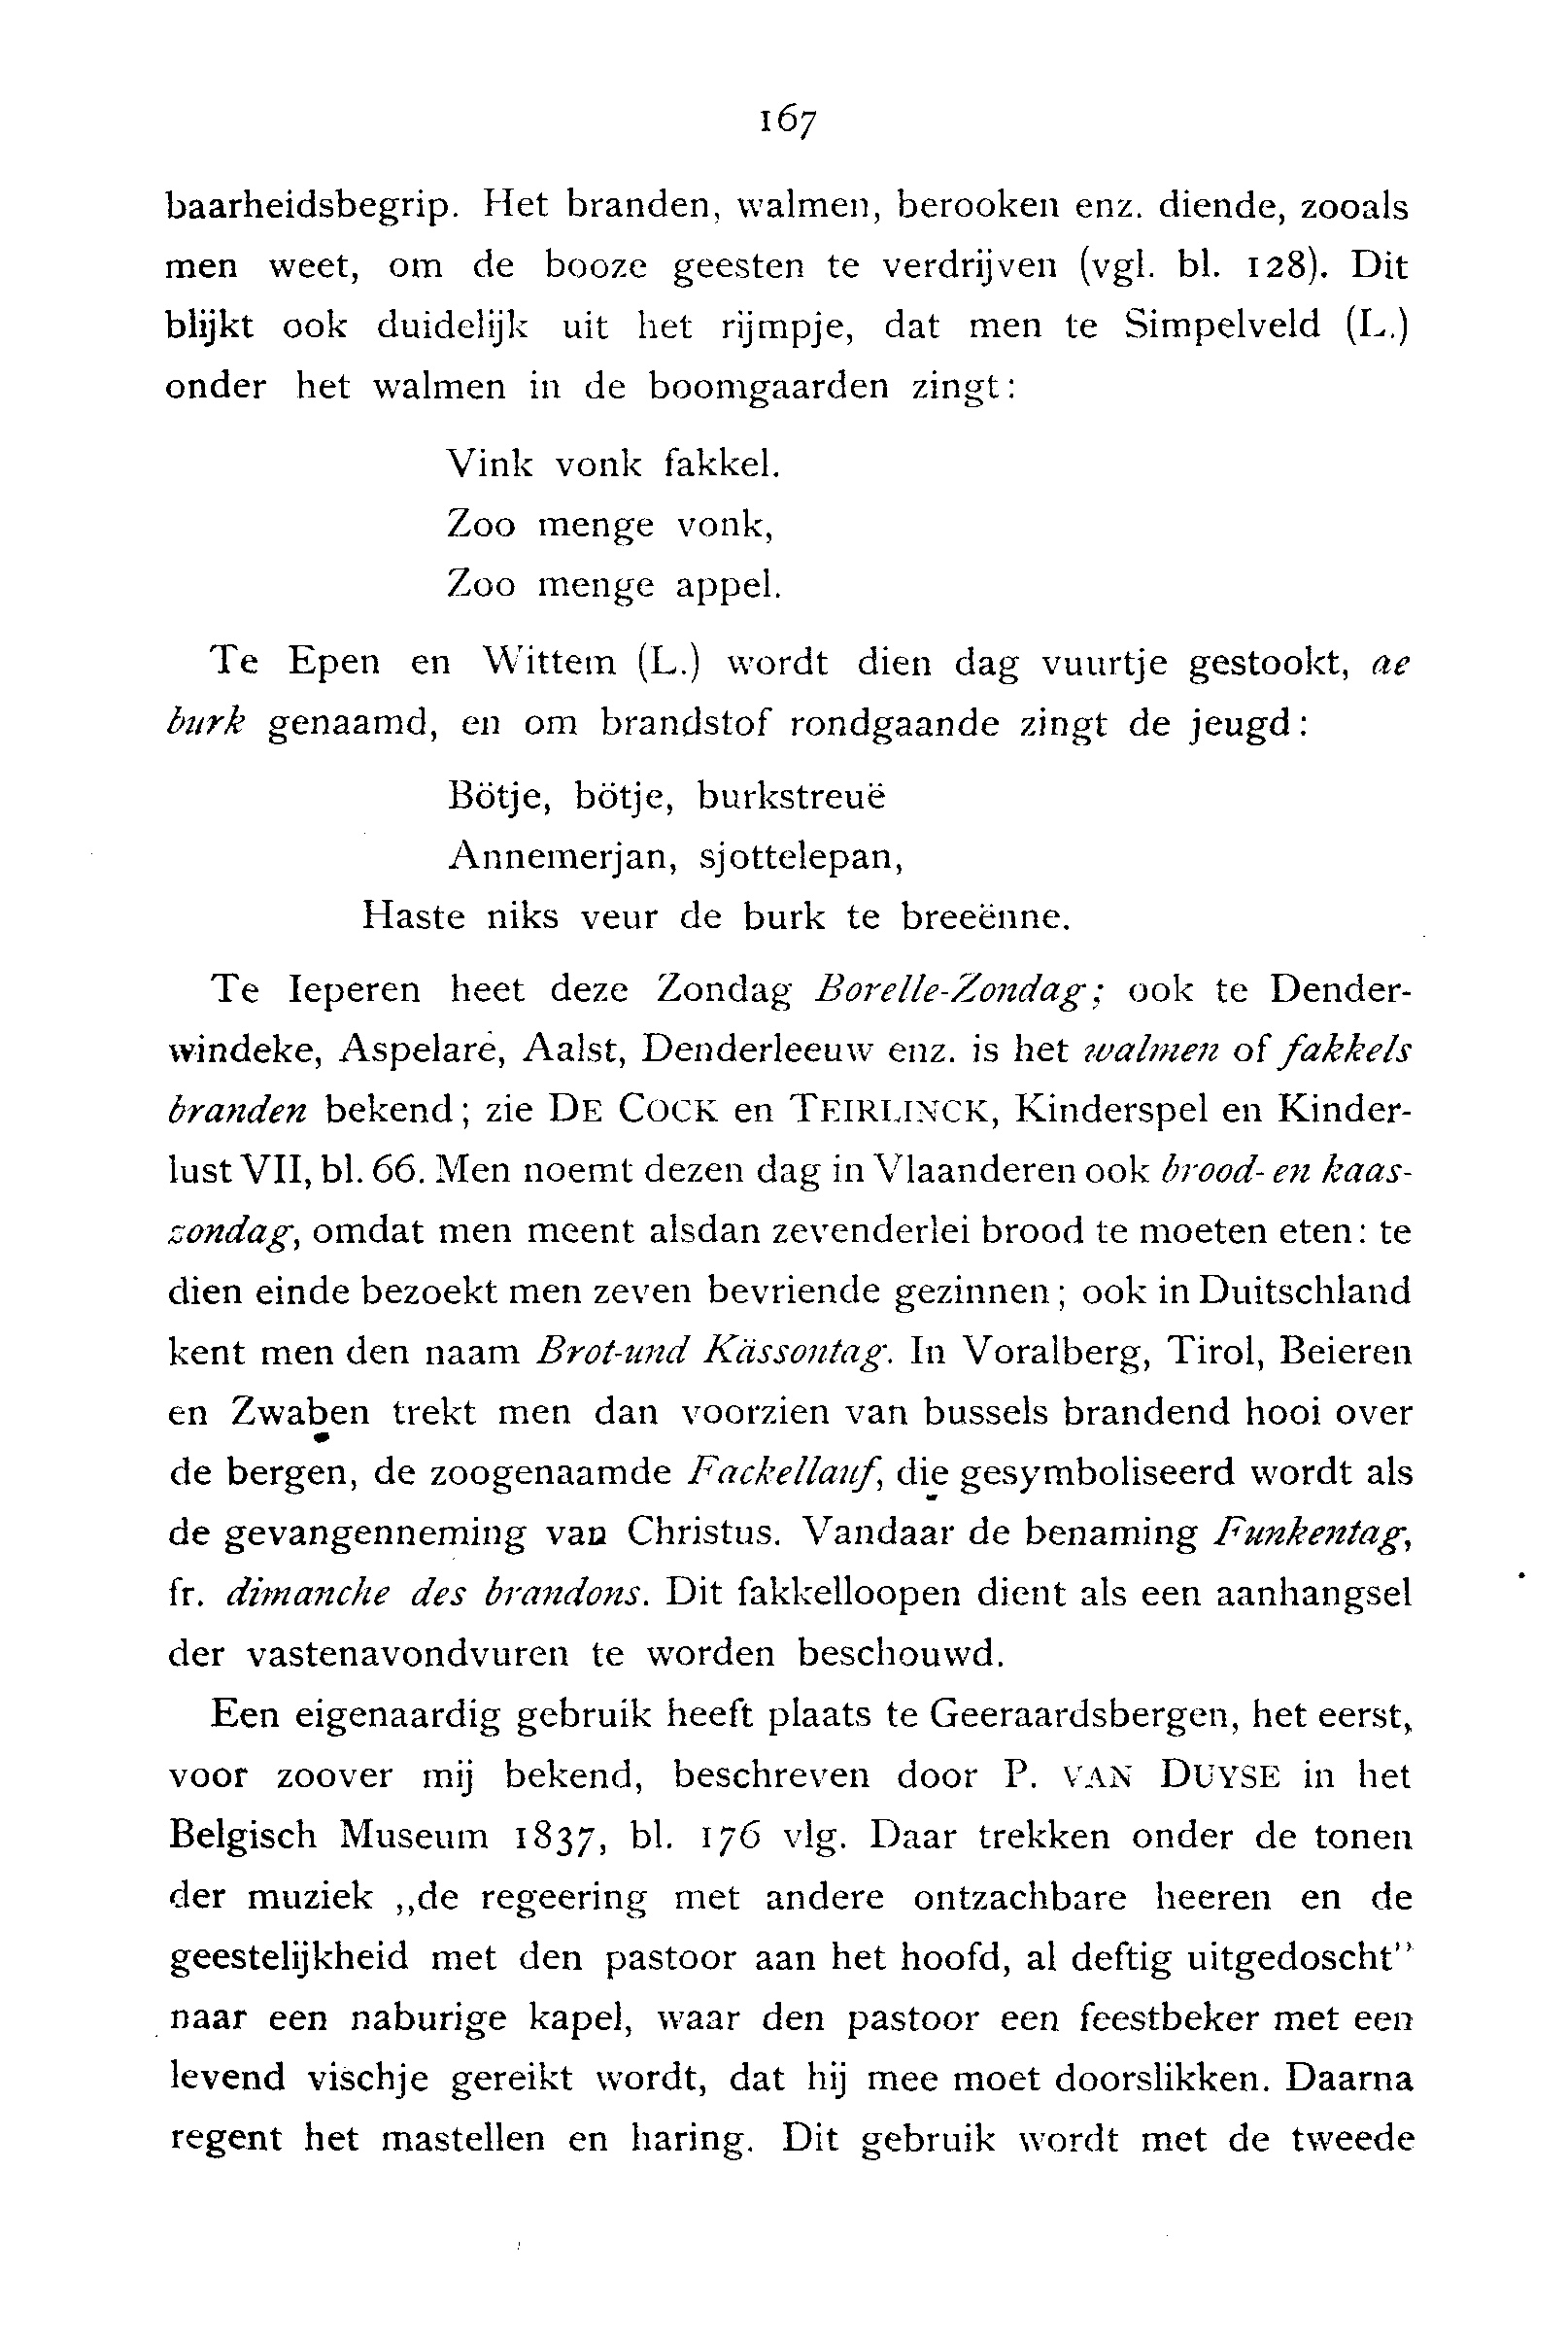 167
baarheidsbegrip. Het branden, walmen, berooken enz. diende, zooals
men weet, om de booze geesten te verdrijven (vgl. bl. 128). Dit
blijkt ook duidelijk uit het rijmpje, dat men te Simpelveld (L.)
onder het walmen in de boomgaarden zingt:
Vink vonk fakkel.
Zoo menge vonk,
Zoo menge appel.
Te Epen en Wittem (L.) wordt dien dag vuurtje gestookt, ae
burk genaamd, en om brandstof rondgaande zingt de jeugd:
Bötje, bötje, burkstreuë
Annemerjan, sjottelepan,
Haste niks veur de burk te breeënne.
Te Ieperen heet deze Zondag Borelle-Zondag; ook te Dender-
windeke, Aspelare, Aalst, Denderleeuw enz. is het walmen of fakkels
branden bekend; zie DE COCK en TEIRLINCK, Kinderspel en Kinder-
lust VII, bl. 66. Men noemt dezen dag in Vlaanderen ook brood- en kaas-
zondag, omdat men meent alsdan zevenderlei brood te moeten eten: te
dien einde bezoekt men zeven bevriende gezinnen; ook in Duitschland
kent men den naam Brot-und Kässontag. In Voralberg, Tirol, Beieren
en Zwaben trekt men dan voorzien van bussels brandend hooi over
de bergen, de zoogenaamde Fackellauf, die gesymboliseerd wordt als
de gevangenneming van Christus. Vandaar de benaming Funkentag,
fr. dimanche des brandons. Dit fakkelloopen dient als een aanhangsel
der vastenavondvuren te worden beschouwd.
Een eigenaardig gebruik heeft plaats te Geeraardsbergen, het eerst,
voor zoover mij bekend, beschreven door P. VAN DUYSE in het
Belgisch Museum 1837, bl. 176 vlg. Daar trekken onder de tonen
der muziek „de regeering met andere ontzachbare heeren en de
geestelijkheid met den pastoor aan het hoofd, al deftig uitgedoscht”
naar een naburige kapel, waar den pastoor een feestbeker met een
levend vischje gereikt wordt, dat hij mee moet doorslikken. Daarna
regent het mastellen en haring. Dit gebruik wordt met de tweede